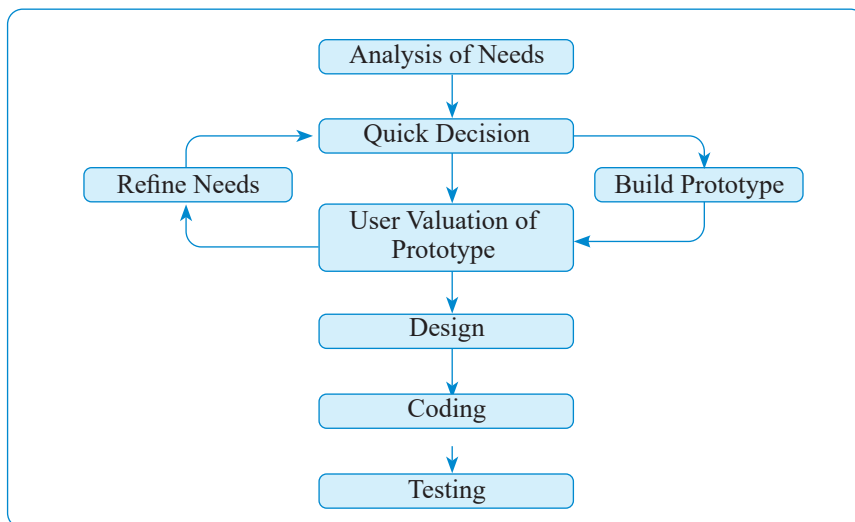 Analysis of Needs
Quick Decision
Refine Needs
Build Prototype
User Valuation of
Prototype
Design
Coding
Testing